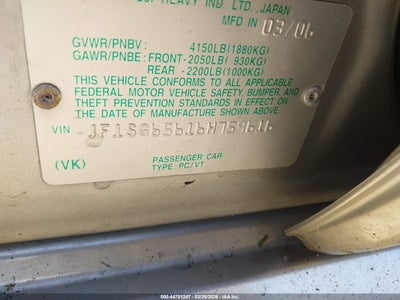 HEAVY IND. LTD., JAPAN
MFD IN 03/06
GVWR/PNBV: 4150LB(1880KG)
GAWR/PNBE: FRONT-2050LB( 930KG)
REAR -2200LB(1000KG)
THIS VEHICLE CONFORMS TO ALL APPLICABLE
FEDERAL MOTOR VEHICLE SAFETY, BUMPER, AND
THEFT PREVENTION STANDARDS IN EFFECT ON
THE DATE OF MANUFACTURE SHOWN ABOVE.
VIN
(VK)
PASSENGER CAR
TYPE: PC/VT
000-44781247 - 03/29/2026 - IAAI.COM